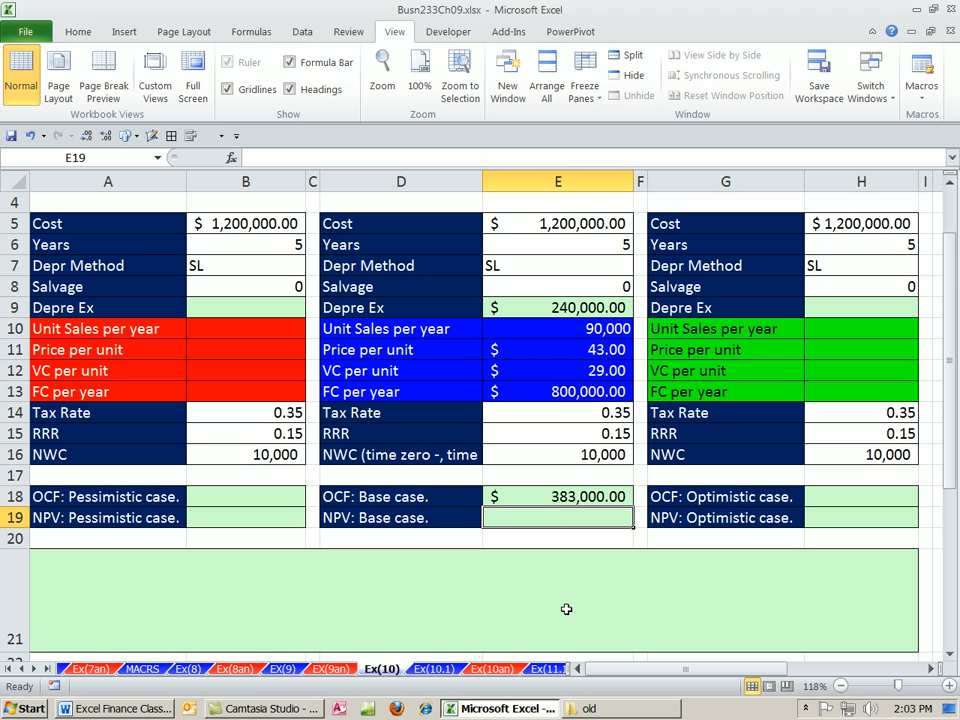 Busn233Ch09.xlsx - Microsoft Excel
File Home Insert Page Layout Formulas Data Review View Developer Add-Ins PowerPivot
Normal Page Layout Page Break Preview Custom Views Full Screen
Ruler Formula Bar
Gridlines Headings
Zoom 100% Zoom to Selection
New Window Arrange All Freeze Panes
Split
Hide
Unhide
View Side by Side
Synchronous Scrolling
Reset Window Position
Save Workspace Switch Windows Macros
Workbook Views Show Zoom Window Macros
E19 fx
A B C D E F G H I
4
5 Cost $ 1,200,000.00 Cost $ 1,200,000.00 Cost $ 1,200,000.00
6 Years 5 Years 5 Years 5
7 Depr Method SL Depr Method SL Depr Method SL
8 Salvage 0 Salvage 0 Salvage 0
9 Depre Ex Depre Ex $ 240,000.00 Depre Ex
10 Unit Sales per year Unit Sales per year 90,000 Unit Sales per year
11 Price per unit Price per unit $ 43.00 Price per unit
12 VC per unit VC per unit $ 29.00 VC per unit
13 FC per year FC per year $ 800,000.00 FC per year
14 Tax Rate 0.35 Tax Rate 0.35 Tax Rate 0.35
15 RRR 0.15 RRR 0.15 RRR 0.15
16 NWC 10,000 NWC (time zero -, time 10,000 NWC 10,000
17
18 OCF: Pessimistic case. OCF: Base case. $ 383,000.00 OCF: Optimistic case.
19 NPV: Pessimistic case. NPV: Base case. NPV: Optimistic case.
20
21
Ex(7an) MACRS Ex(8) Ex(8an) Ex(9) Ex(9an) Ex(10) Ex(10.1) Ex(10an) Ex(11.1
Ready 118%
Start Excel Finance Class... Camtasia Studio - ... Microsoft Excel -... old 2:03 PM